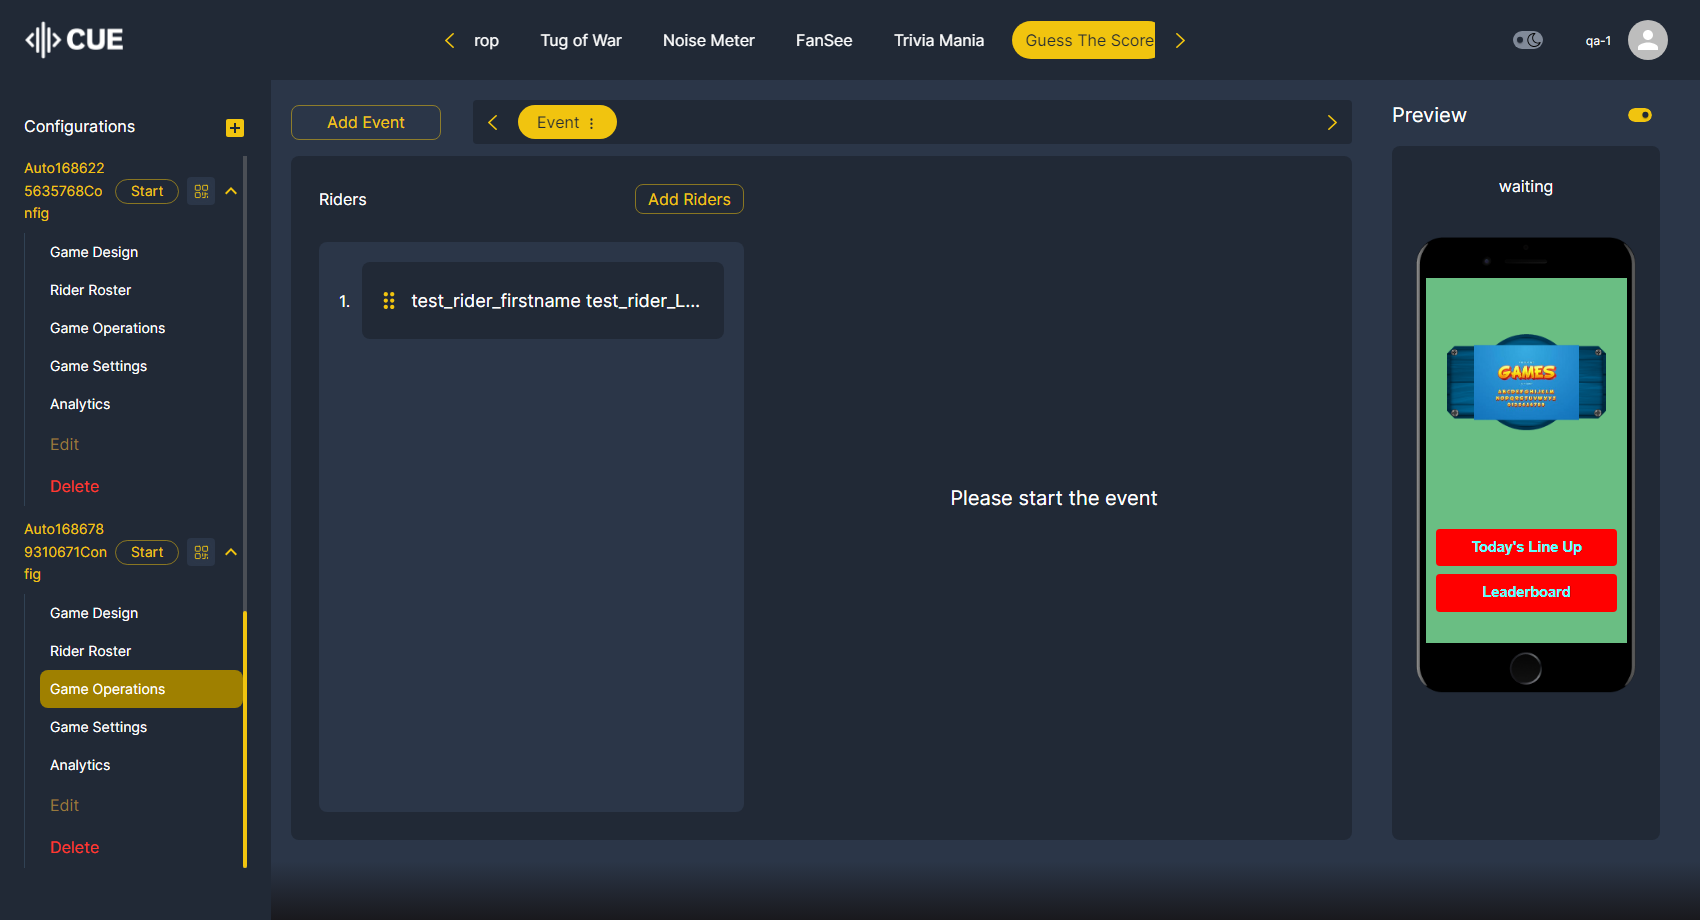 CUE
rop
Tug of War
Noise Meter
FanSee
Trivia Mania
Guess The Score
qa-1
Configurations
Auto168622
5635768Co
nfig
Start
Game Design
Rider Roster
Game Operations
Game Settings
Analytics
Edit
Delete
Auto168678
9310671Con
fig
Start
Game Design
Rider Roster
Game Operations
Game Settings
Analytics
Edit
Delete
Add Event
Event
Riders
Add Riders
1.
test_rider_firstname test_rider_L...
Please start the event
Preview
waiting
GAMES
Today's Line Up
Leaderboard